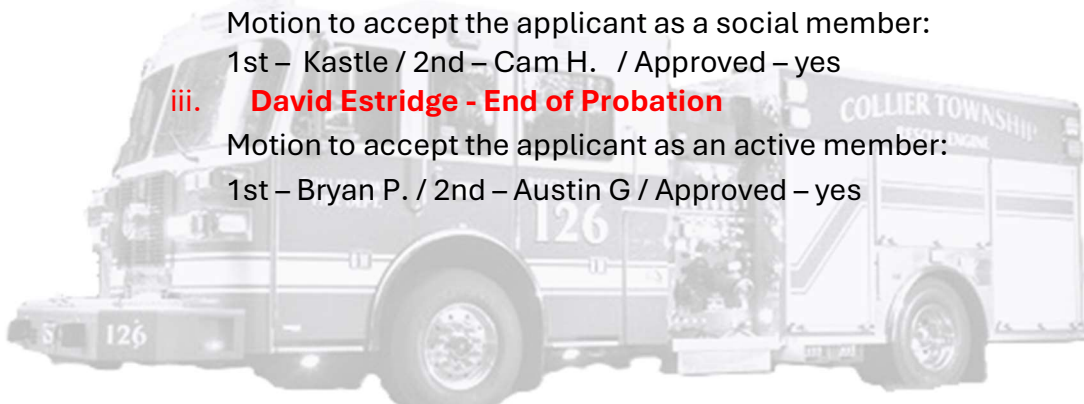 Motion to accept the applicant as a social member:
1st – Kastle / 2nd – Cam H. / Approved – yes
iii. David Estridge - End of Probation
Motion to accept the applicant as an active member:
1st – Bryan P. / 2nd – Austin G / Approved – yes
COLLIER TOWNSHIP
RESCUE ENGINE
126
126